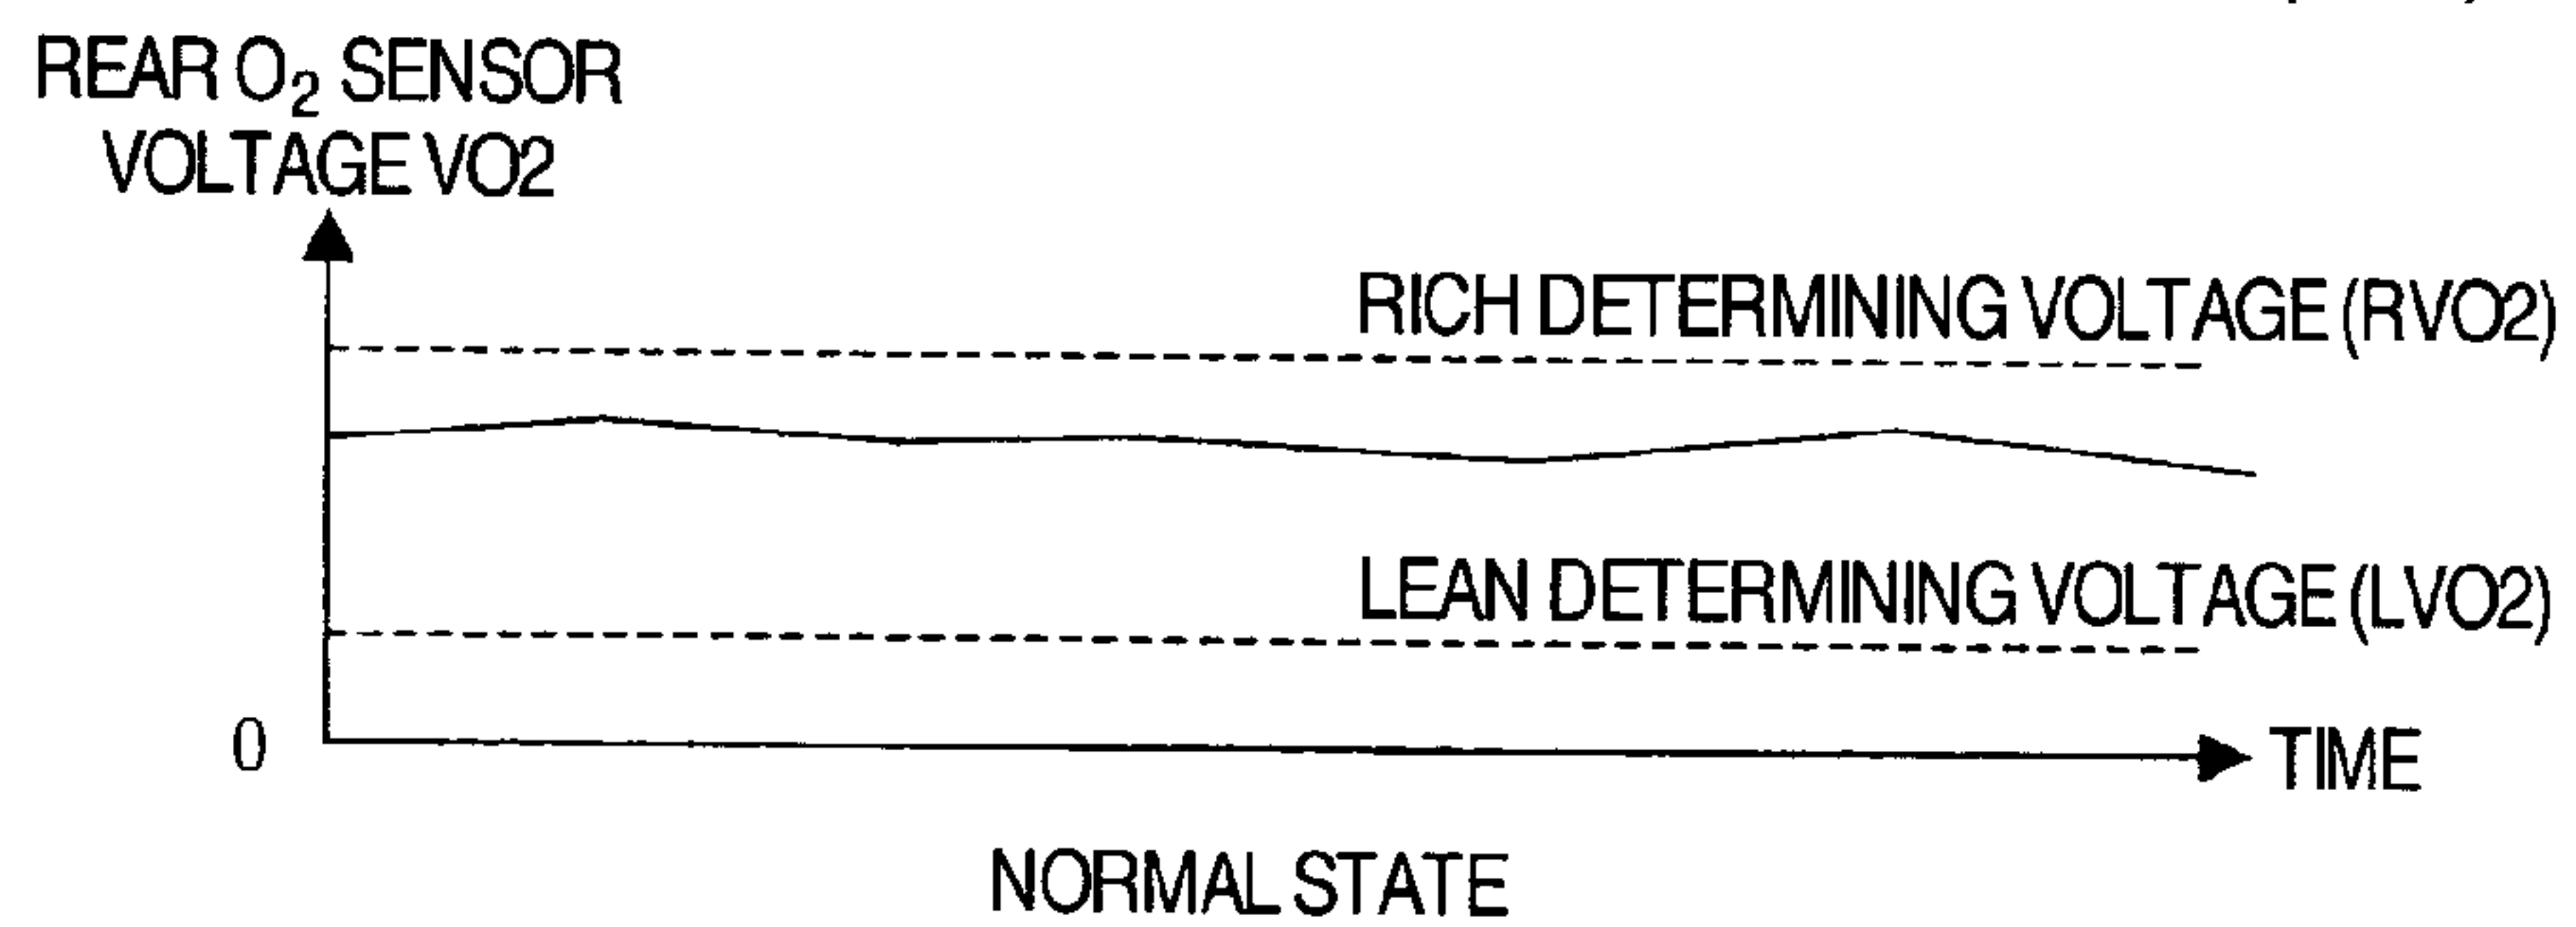 REAR O₂ SENSOR
VOLTAGE VO2
RICH DETERMINING VOLTAGE (RVO2)
LEAN DETERMINING VOLTAGE (LVO2)
0
TIME
NORMAL STATE